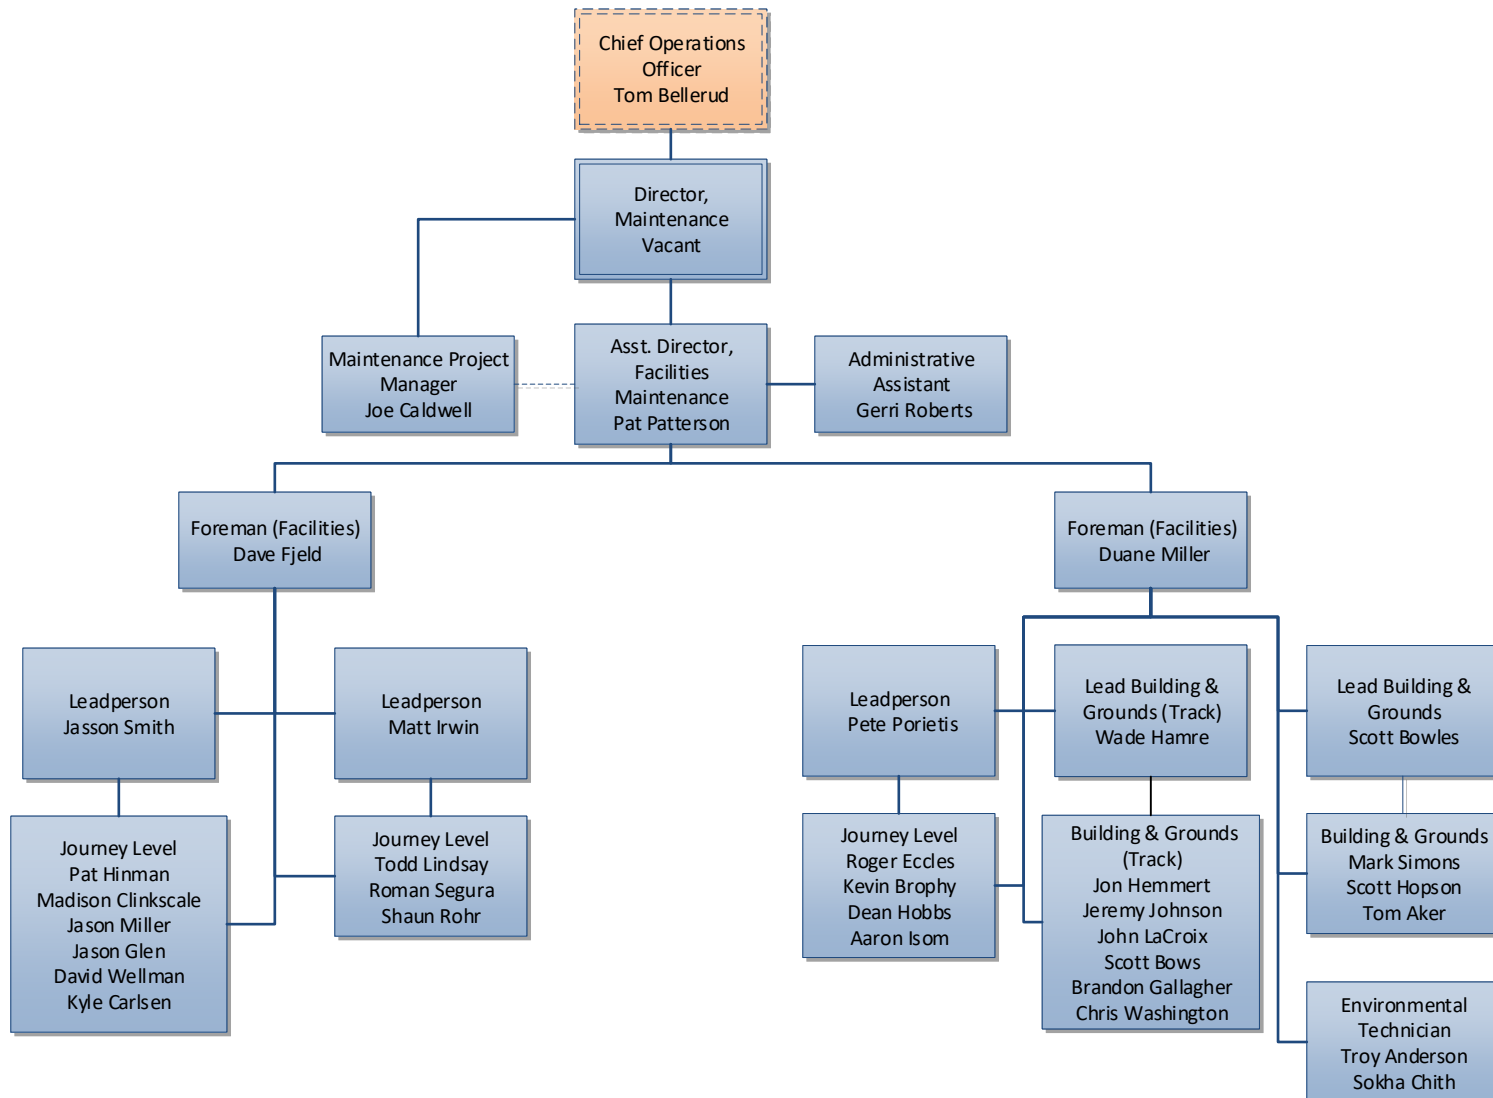 Chief Operations
Officer
Tom Bellerud
Director,
Maintenance
Vacant
Maintenance Project
Manager
Joe Caldwell
Asst. Director,
Facilities
Maintenance
Pat Patterson
Administrative
Assistant
Gerri Roberts
Foreman (Facilities)
Dave Fjeld
Foreman (Facilities)
Duane Miller
Leadperson
Jasson Smith
Leadperson
Matt Irwin
Leadperson
Pete Porietis
Lead Building &
Grounds (Track)
Wade Hamre
Lead Building &
Grounds
Scott Bowles
Journey Level
Pat Hinman
Madison Clinkscale
Jason Miller
Jason Glen
David Wellman
Kyle Carlsen
Journey Level
Todd Lindsay
Roman Segura
Shaun Rohr
Journey Level
Roger Eccles
Kevin Brophy
Dean Hobbs
Aaron Isom
Building & Grounds
(Track)
Jon Hemmert
Jeremy Johnson
John LaCroix
Scott Bows
Brandon Gallagher
Chris Washington
Building & Grounds
Mark Simons
Scott Hopson
Tom Aker
Environmental
Technician
Troy Anderson
Sokha Chith